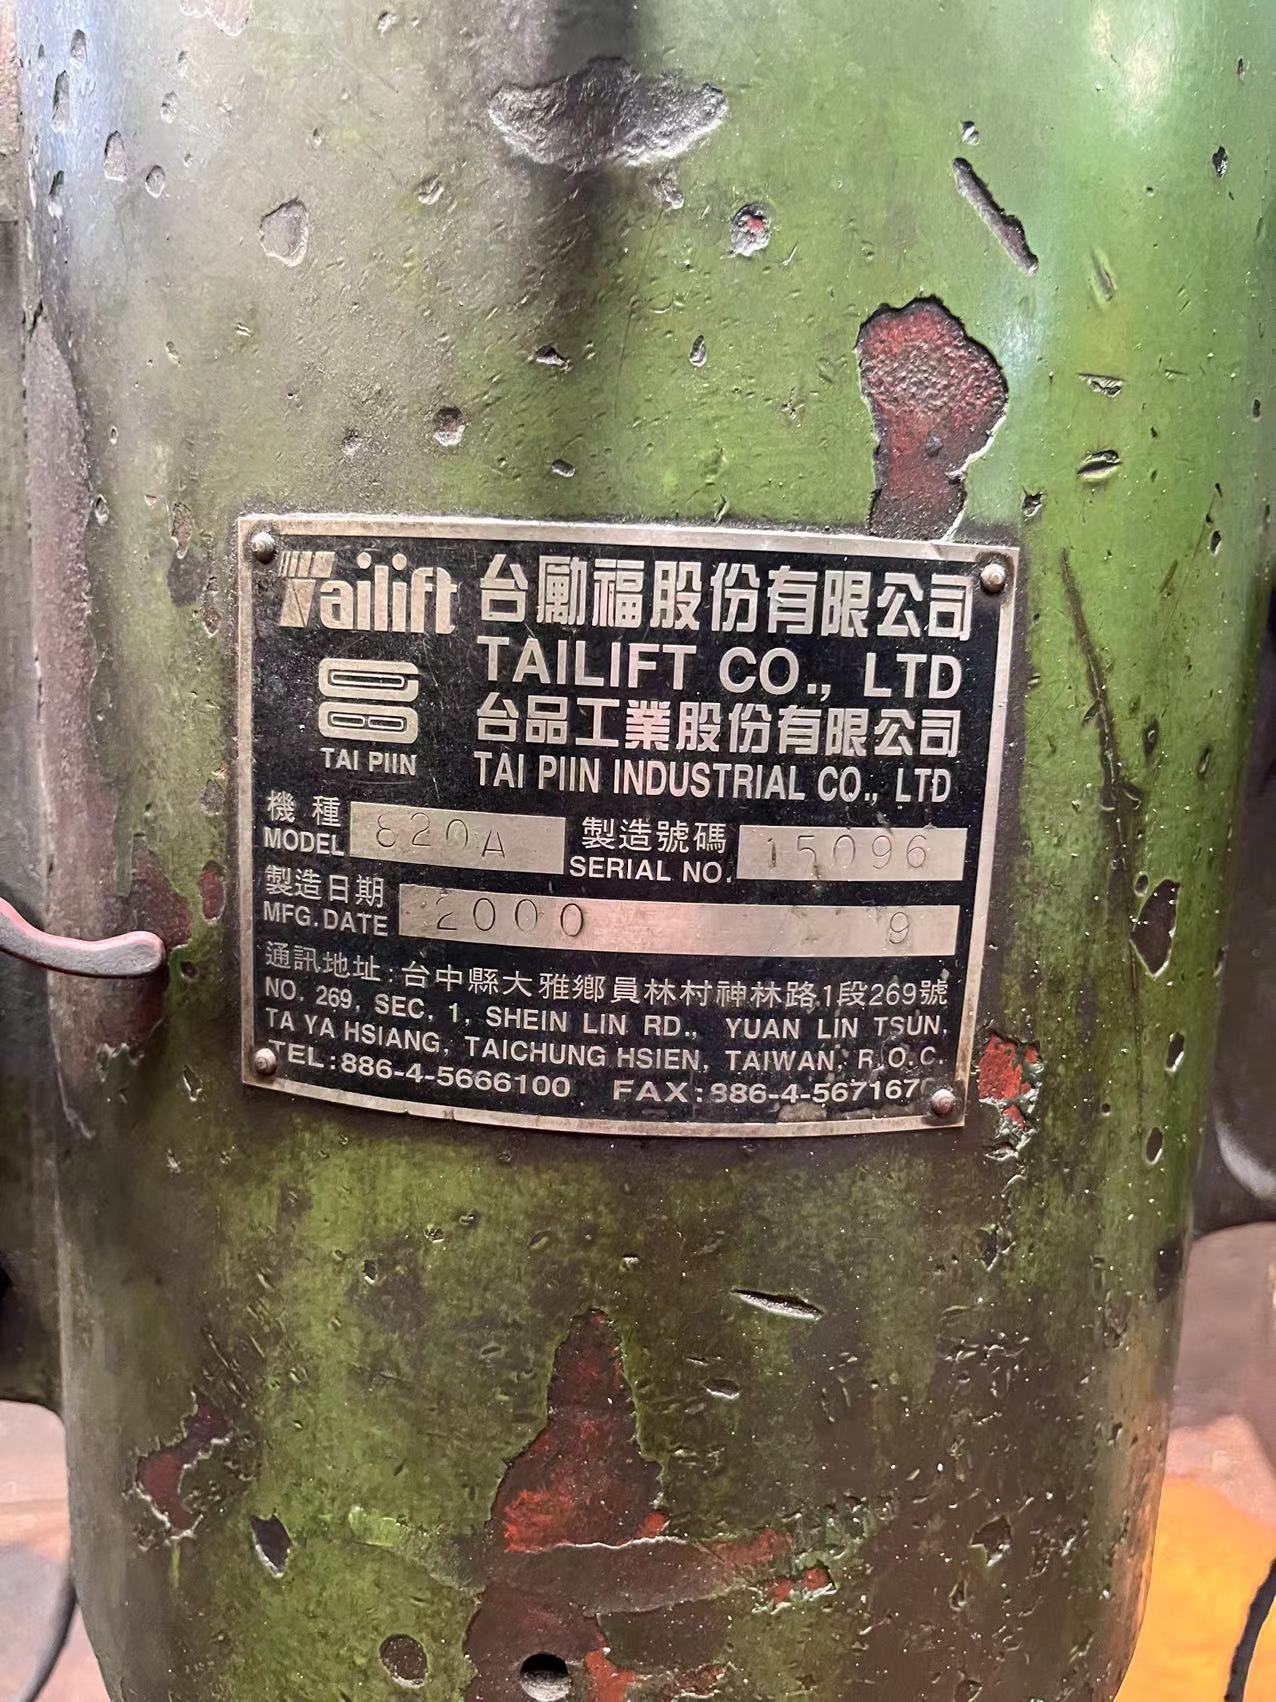 Tailift 台勵福股份有限公司
TAILIFT CO., LTD
台品工業股份有限公司
TAI PIIN
TAI PIIN INDUSTRIAL CO., LTD
機種 MODEL 820A 製造號碼 SERIAL NO. 15096
製造日期 MFG. DATE 2000 9
通訊地址:台中縣大雅鄉員林村神林路1段269號
NO. 269, SEC. 1, SHEIN LIN RD., YUAN LIN TSUN,
TA YA HSIANG, TAICHUNG HSIEN, TAIWAN, R.O.C.
TEL:886-4-5666100 FAX:886-4-567167